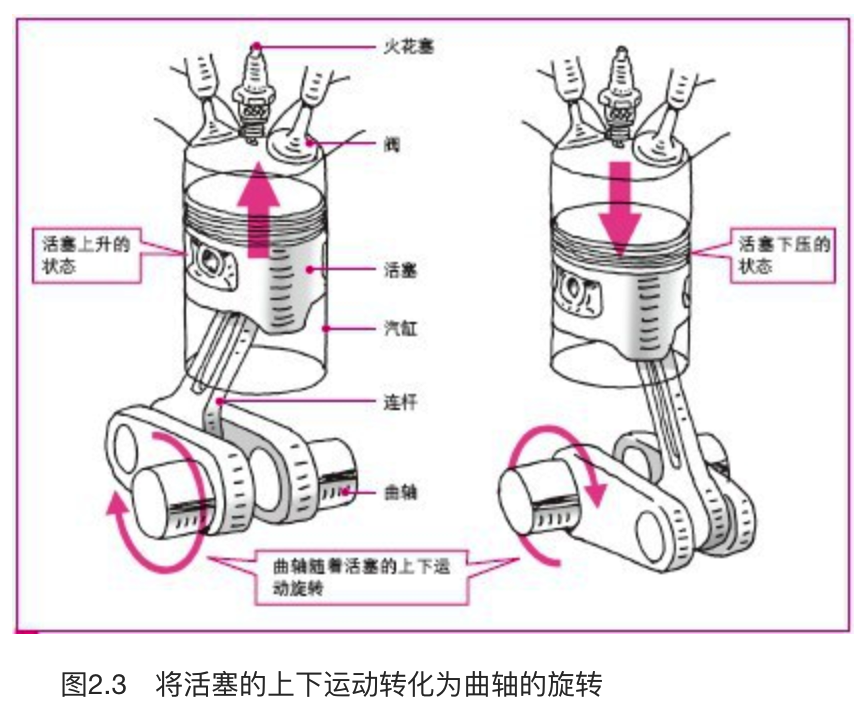 火花塞
阀
活塞上升的
状态
活塞
汽缸
连杆
曲轴
活塞下压的
状态
曲轴随着活塞的上下运
动旋转
图2.3 将活塞的上下运动转化为曲轴的旋转